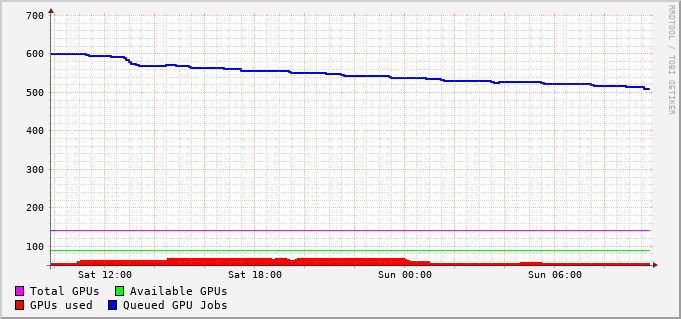 700
600
500
400
300
200
100
Sat 12:00 Sat 18:00 Sun 00:00 Sun 06:00
Total GPUs Available GPUs
GPUs used Queued GPU Jobs
RRDTOOL / TOBI OETIKER